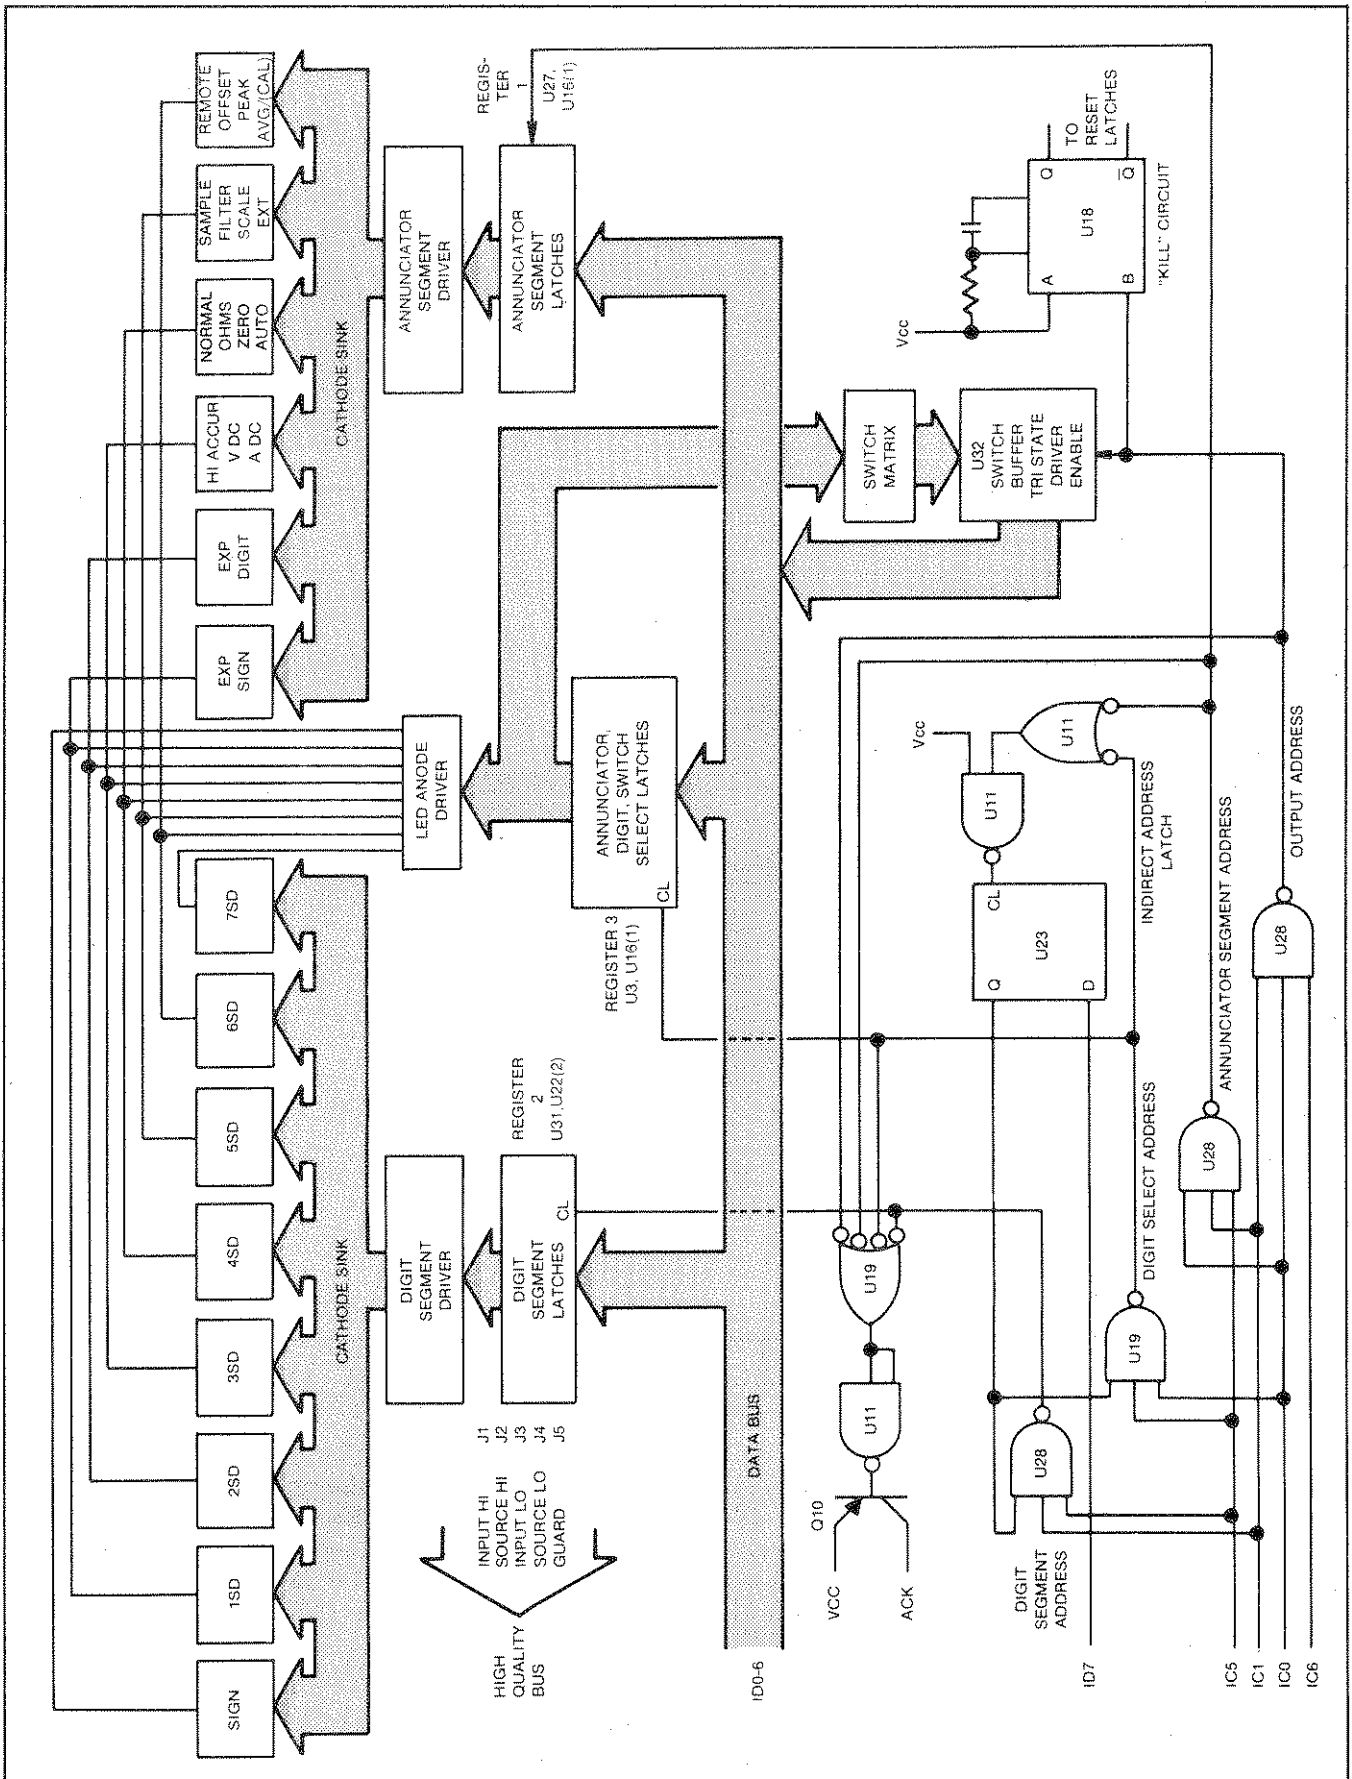 SIGN
1SD
2SD
3SD
4SD
5SD
6SD
7SD
EXP
SIGN
EXP
DIGIT
HI ACCUR
V DC
A DC
NORMAL
OHMS
ZERO
AUTO
SAMPLE
FILTER
SCALE
EXT
REMOTE
OFFSET
PEAK
AVG/(CAL)
CATHODE SINK
CATHODE SINK
HIGH
QUALITY
BUS
INPUT HI J1
SOURCE HI J2
INPUT LO J3
SOURCE LO J4
GUARD J5
DIGIT
SEGMENT
DRIVER
DIGIT
SEGMENT
LATCHES
CL
REGISTER
2
U31,U22(2)
LED ANODE
DRIVER
ANNUNCIATOR,
DIGIT, SWITCH
SELECT LATCHES
CL
REGISTER 3
U3, U16(1)
ANNUNCIATOR
SEGMENT
DRIVER
ANNUNCIATOR
SEGMENT
LATCHES
REGIS-
TER
1
U27,
U16(1)
ID0-6
DATA BUS
SWITCH
MATRIX
U32
SWITCH
BUFFER
TRI STATE
DRIVER
ENABLE
Vcc
A
B
U18
Q
Q̅
TO
RESET
LATCHES
"KILL" CIRCUIT
VCC
ACK
Q10
U11
U19
DIGIT
SEGMENT
ADDRESS
U28
U19
DIGIT SELECT ADDRESS
Q
D
U23
CL
U11
Vcc
U11
INDIRECT ADDRESS
LATCH
U28
ANNUNCIATOR SEGMENT ADDRESS
U28
OUTPUT ADDRESS
ID7
IC5
IC1
IC0
IC6